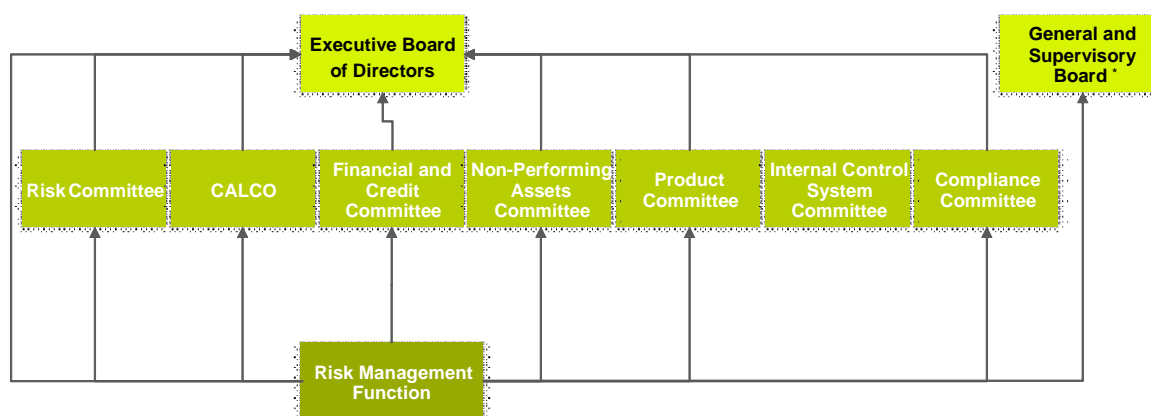 Executive Board
of Directors
General and
Supervisory
Board *
Risk Committee
CALCO
Financial and
Credit
Committee
Non-Performing
Assets
Committee
Product
Committee
Internal Control
System
Committee
Compliance
Committee
Risk Management
Function